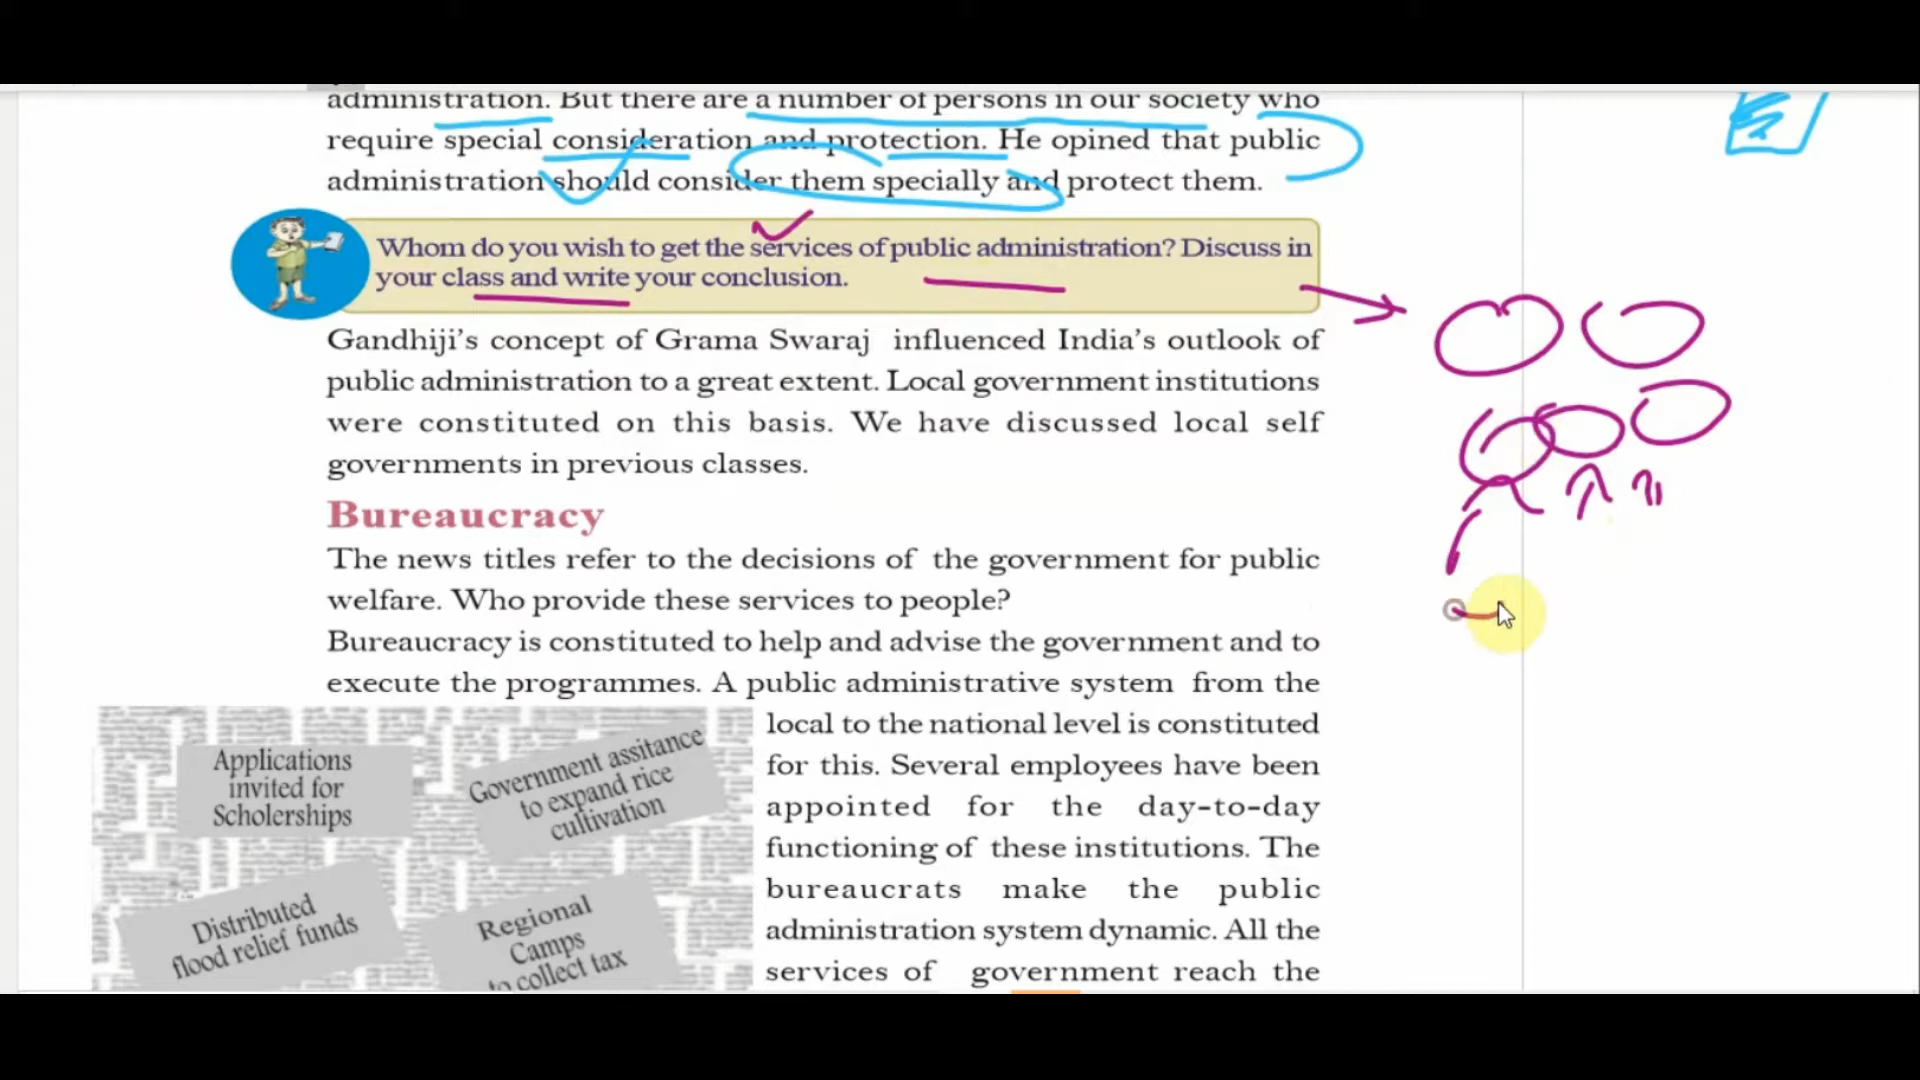 administration. But there are a number of persons in our society who
require special consideration and protection. He opined that public
administration should consider them specially and protect them.
Whom do you wish to get the services of public administration? Discuss in
your class and write your conclusion.
Gandhiji's concept of Grama Swaraj influenced India's outlook of
public administration to a great extent. Local government institutions
were constituted on this basis. We have discussed local self
governments in previous classes.
Bureaucracy
The news titles refer to the decisions of the government for public
welfare. Who provide these services to people?
Bureaucracy is constituted to help and advise the government and to
execute the programmes. A public administrative system from the
local to the national level is constituted
for this. Several employees have been
appointed for the day-to-day
functioning of these institutions. The
bureaucrats make the public
administration system dynamic. All the
services of government reach the
Applications
invited for
Scholerships
Government assitance
to expand rice
cultivation
Distributed
flood relief funds
Regional
Camps
to collect tax